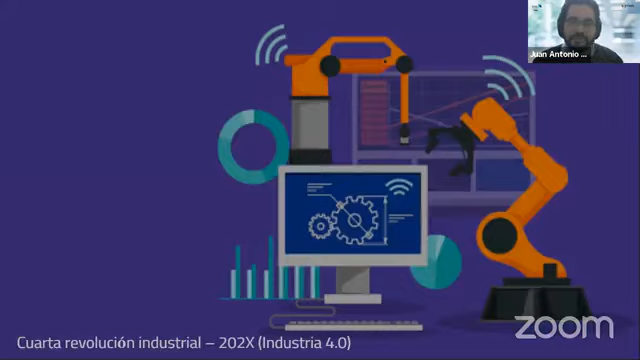 Juan Antonio ...
Cuarta revolución industrial – 202X (Industria 4.0)
zoom